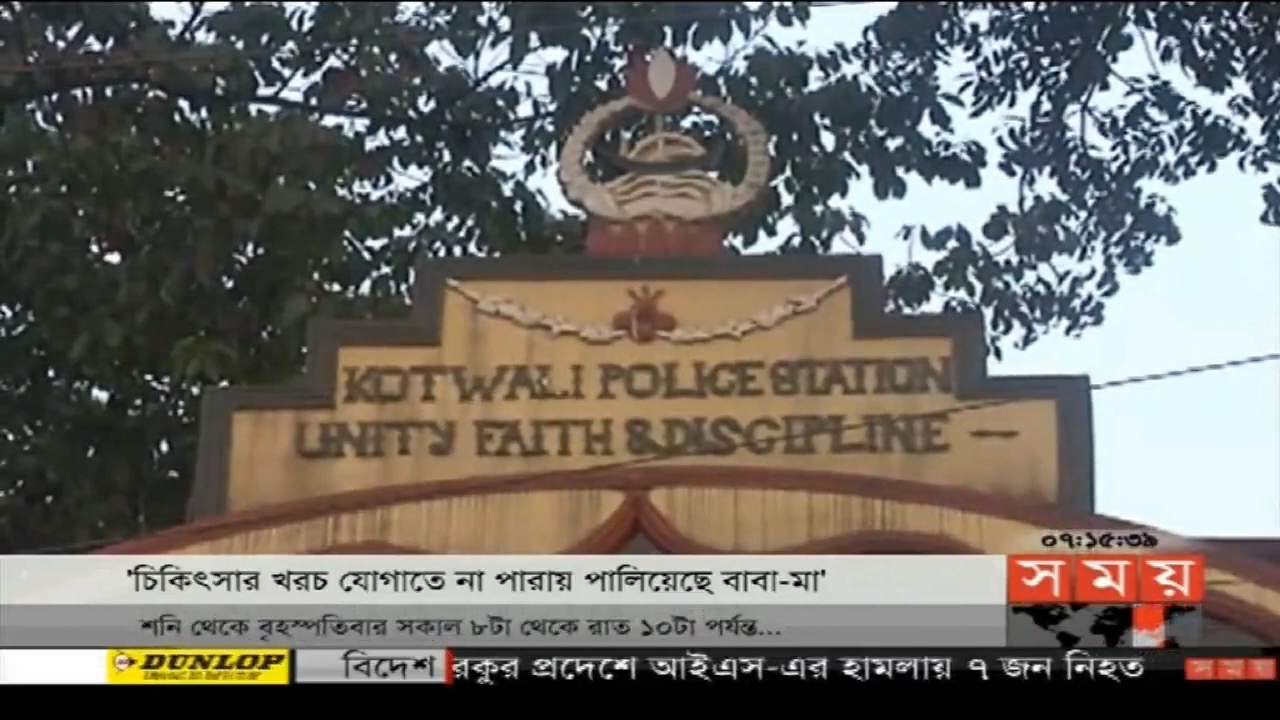 KOTWALI POLICE STATION
UNITY FAITH & DISCIPLINE —
০৭:১৫:৩৯
'চিকিৎসার খরচ যোগাতে না পারায় পালিয়েছে বাবা-মা'
সময়
শনি থেকে বৃহস্পতিবার সকাল ৮টা থেকে রাত ১০টা পর্যন্ত...
DUNLOP
বিদেশ
রকুর প্রদেশে আইএস-এর হামলায় ৭ জন নিহত
সময়